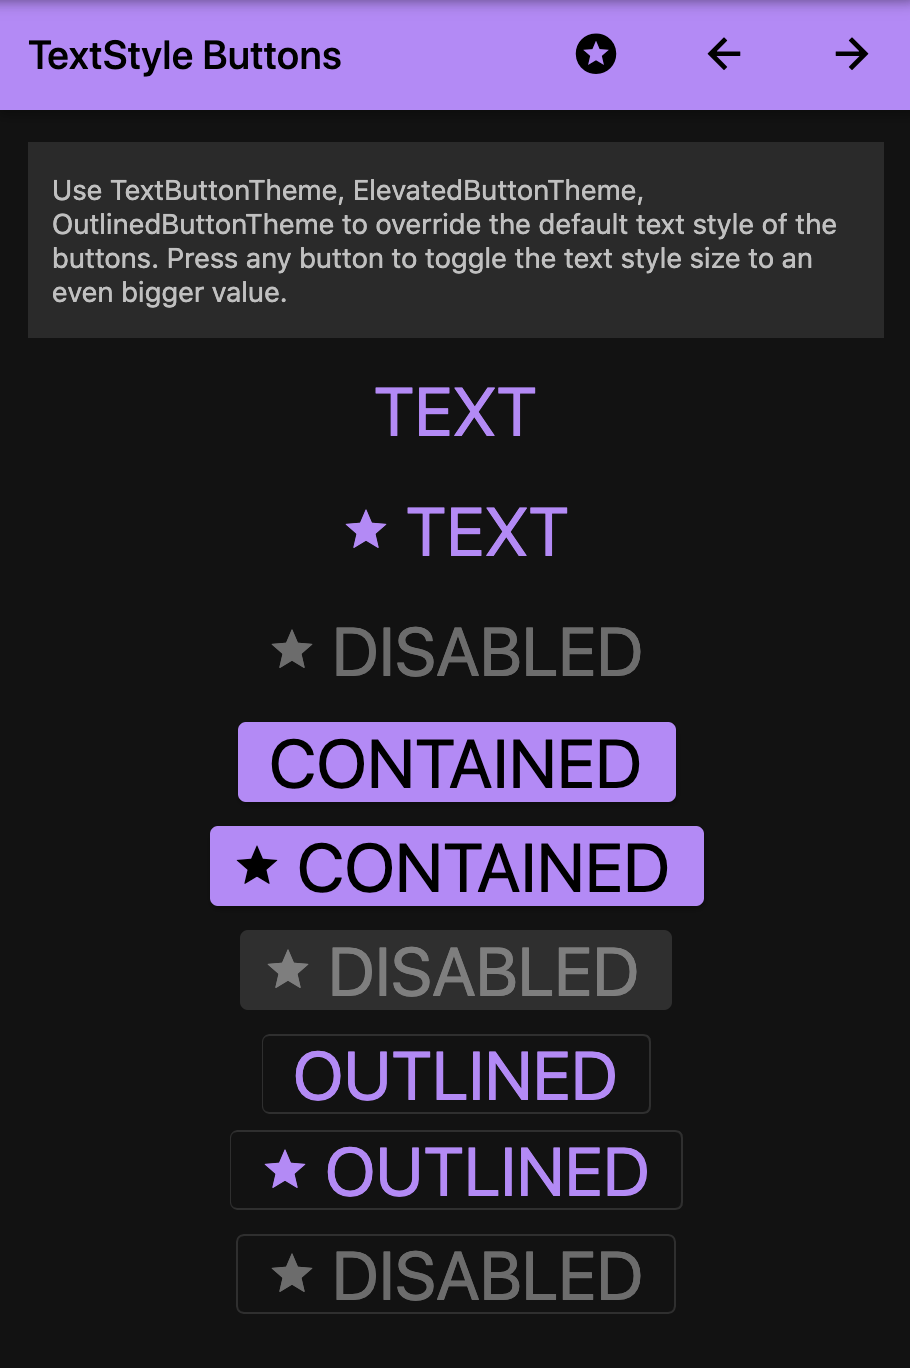 TextStyle Buttons
Use TextButtonTheme, ElevatedButtonTheme,
OutlinedButtonTheme to override the default text style of the
buttons. Press any button to toggle the text style size to an
even bigger value.
TEXT
TEXT
DISABLED
CONTAINED
CONTAINED
DISABLED
OUTLINED
OUTLINED
DISABLED